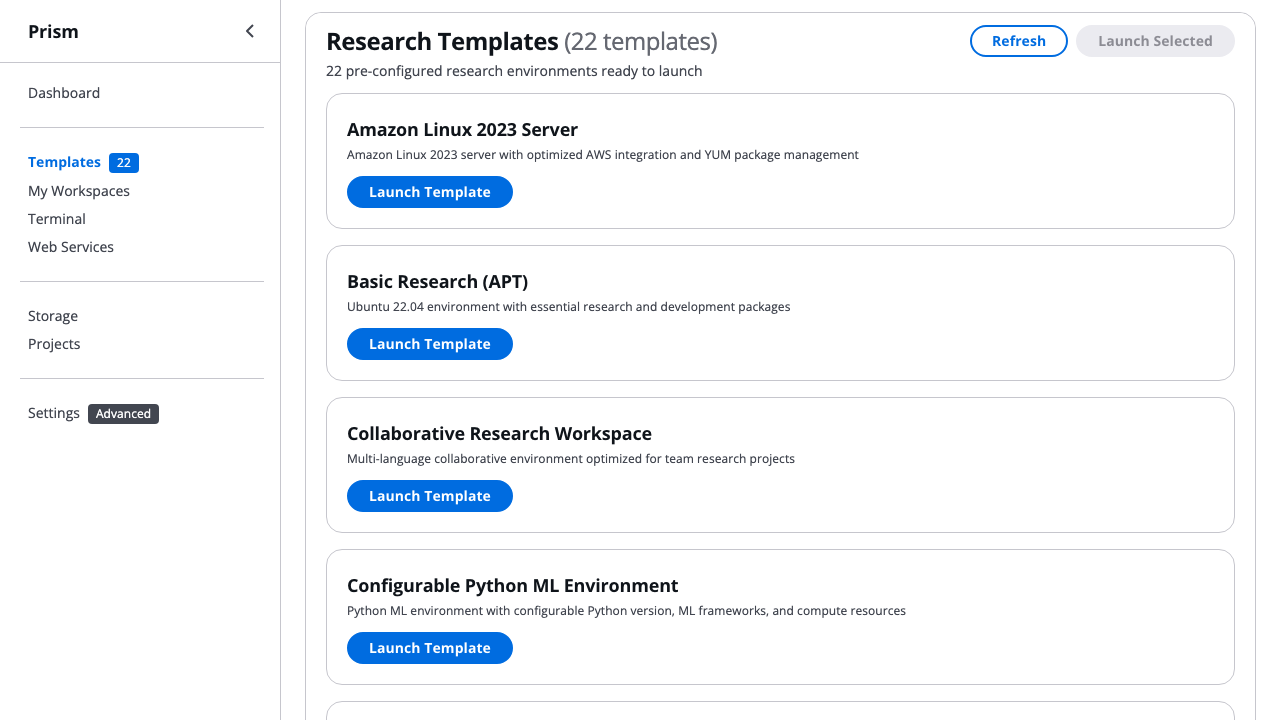 Prism
Dashboard
Templates 22
My Workspaces
Terminal
Web Services
Storage
Projects
Settings Advanced
Research Templates (22 templates)
22 pre-configured research environments ready to launch
Refresh
Launch Selected
Amazon Linux 2023 Server
Amazon Linux 2023 server with optimized AWS integration and YUM package management
Launch Template
Basic Research (APT)
Ubuntu 22.04 environment with essential research and development packages
Launch Template
Collaborative Research Workspace
Multi-language collaborative environment optimized for team research projects
Launch Template
Configurable Python ML Environment
Python ML environment with configurable Python version, ML frameworks, and compute resources
Launch Template